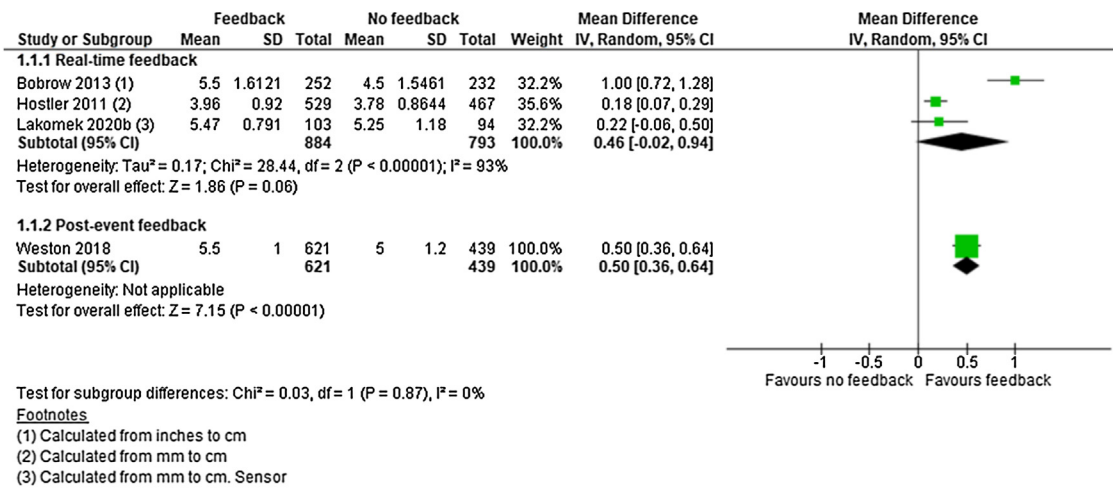 Feedback No feedback Mean Difference Mean Difference
Study or Subgroup Mean SD Total Mean SD Total Weight IV, Random, 95% CI IV, Random, 95% CI
1.1.1 Real-time feedback
Bobrow 2013 (1) 5.5 1.6121 252 4.5 1.5461 232 32.2% 1.00 [0.72, 1.28]
Hostler 2011 (2) 3.96 0.92 529 3.78 0.8644 467 35.6% 0.18 [0.07, 0.29]
Lakomek 2020b (3) 5.47 0.791 103 5.25 1.18 94 32.2% 0.22 [-0.06, 0.50]
Subtotal (95% CI) 884 793 100.0% 0.46 [-0.02, 0.94]
Heterogeneity: Tau² = 0.17; Chi² = 28.44, df = 2 (P < 0.00001); I² = 93%
Test for overall effect: Z = 1.86 (P = 0.06)
1.1.2 Post-event feedback
Weston 2018 5.5 1 621 5 1.2 439 100.0% 0.50 [0.36, 0.64]
Subtotal (95% CI) 621 439 100.0% 0.50 [0.36, 0.64]
Heterogeneity: Not applicable
Test for overall effect: Z = 7.15 (P < 0.00001)
-1 -0.5 0 0.5 1
Favours no feedback Favours feedback
Test for subgroup differences: Chi² = 0.03, df = 1 (P = 0.87), I² = 0%
Footnotes
(1) Calculated from inches to cm
(2) Calculated from mm to cm
(3) Calculated from mm to cm. Sensor